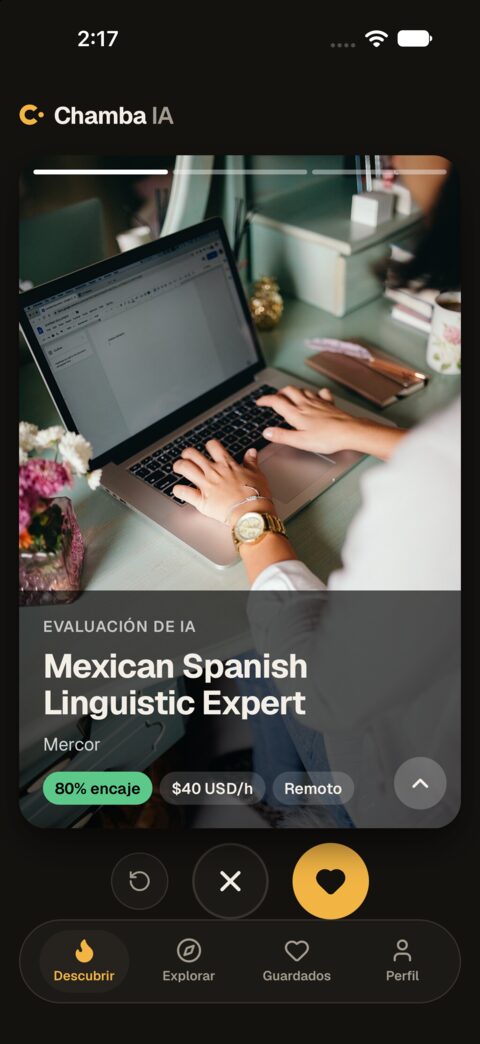 2:17
Chamba IA
EVALUACIÓN DE IA
Mexican Spanish
Linguistic Expert
Mercor
80% encaje
$40 USD/h
Remoto
Descubrir
Explorar
Guardados
Perfil